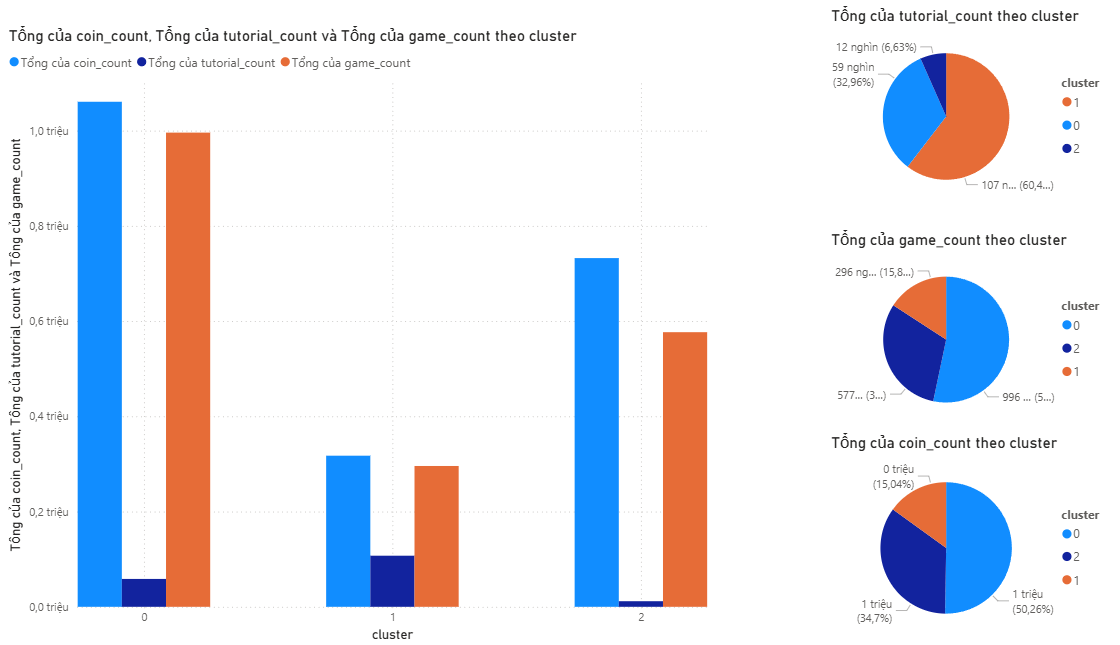 Tổng của coin_count, Tổng của tutorial_count và Tổng của game_count theo cluster
Tổng của coin_count Tổng của tutorial_count Tổng của game_count
Tổng của coin_count, Tổng của tutorial_count và Tổng của game_count
1,0 triệu
0,8 triệu
0,6 triệu
0,4 triệu
0,2 triệu
0,0 triệu
0 1 2
cluster
Tổng của tutorial_count theo cluster
12 nghìn (6,63%)
59 nghìn
(32,96%)
107 n... (60,4...)
cluster
1
0
2
Tổng của game_count theo cluster
296 ng... (15,8...)
577... (3...)
996 ... (5...)
cluster
0
2
1
Tổng của coin_count theo cluster
0 triệu
(15,04%)
1 triệu
(34,7%)
1 triệu
(50,26%)
cluster
0
2
1